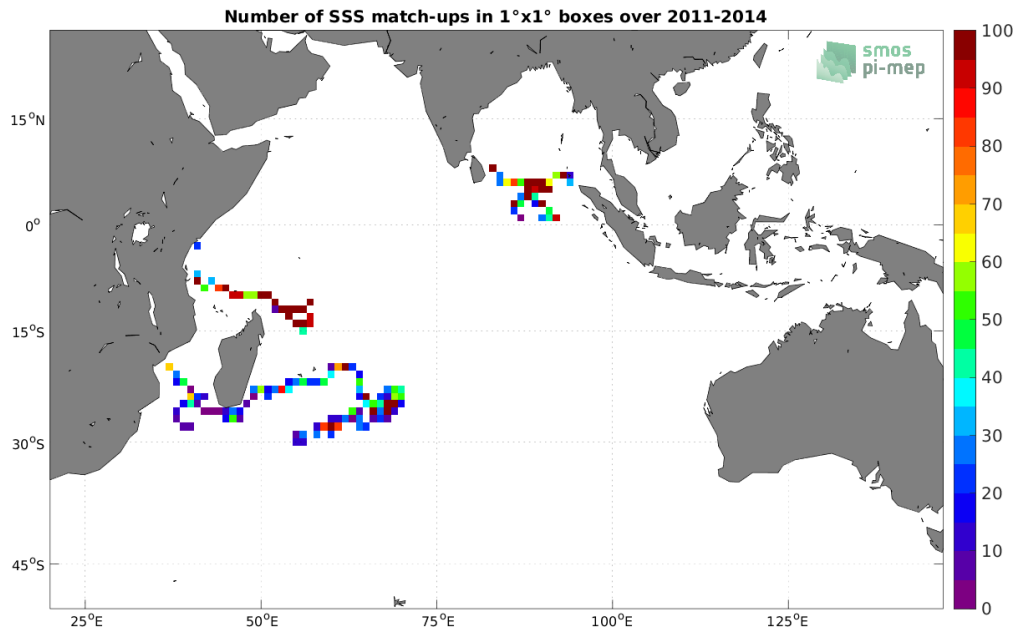 Number of SSS match-ups in 1°x1° boxes over 2011-2014
smos
pi-mep
15°N
0°
15°S
30°S
45°S
25°E
50°E
75°E
100°E
125°E
100
90
80
70
60
50
40
30
20
10
0